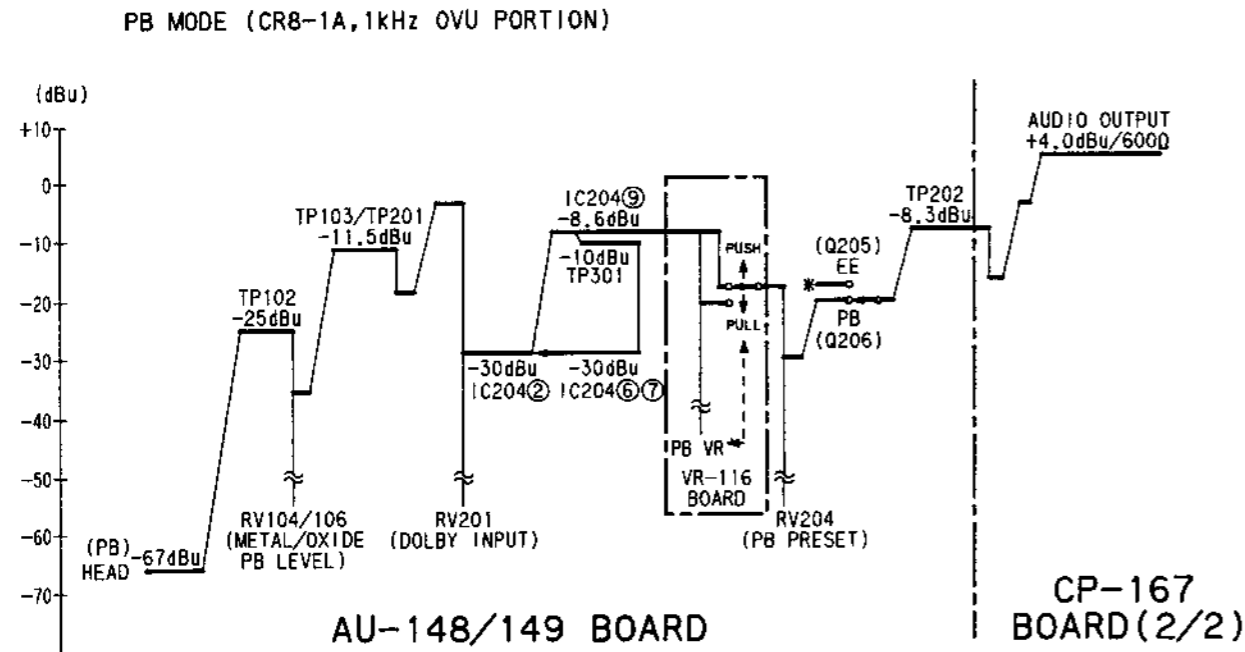 PB MODE (CR8-1A,1kHz OVU PORTION)
(dBu)
+10
0
-10
-20
-30
-40
-50
-60
-70
(PB)
HEAD
-67dBu
TP102
-25dBu
RV104/106
(METAL/OXIDE
PB LEVEL)
TP103/TP201
-11.5dBu
RV201
(DOLBY INPUT)
IC204⑨
-8.6dBu
-10dBu
TP301
-30dBu
IC204②
-30dBu
IC204⑥⑦
PUSH
PULL
PB VR
VR-116
BOARD
RV204
(PB PRESET)
(Q205)
EE
*
PB
(Q206)
TP202
-8.3dBu
AUDIO OUTPUT
+4.0dBu/600Ω
AU-148/149 BOARD
CP-167
BOARD(2/2)